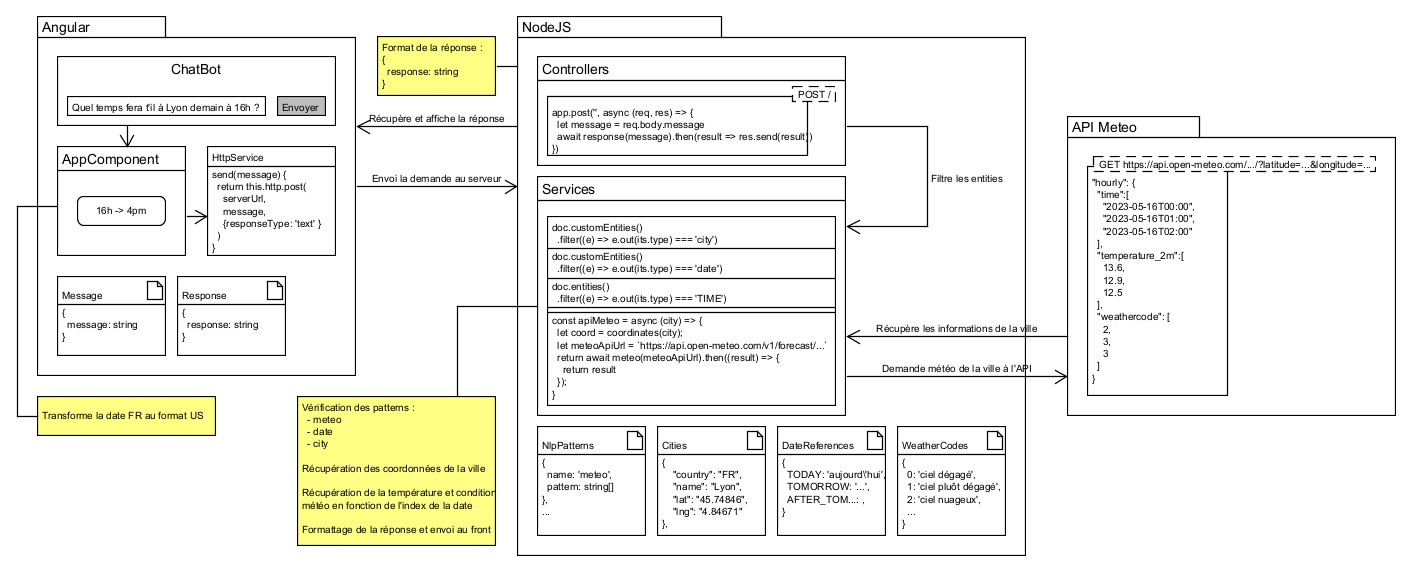 Angular
ChatBot
Quel temps fera t'il à Lyon demain à 16h ?
Envoyer
AppComponent
16h -> 4pm
HttpService
send(message) {
return this.http.post(
serverUrl,
message,
{responseType: 'text' }
)
}
Message
{
message: string
}
Response
{
response: string
}
Transforme la date FR au format US
Format de la réponse :
{
response: string
}
Récupère et affiche la réponse
Envoi la demande au serveur
Vérification des patterns :
- meteo
- date
- city
Récupération des coordonnées de la ville
Récupération de la température et condition
météo en fonction de l'index de la date
Formattage de la réponse et envoi au front
NodeJS
Controllers
POST /
app.post('', async (req, res) => {
let message = req.body.message
await response(message).then(result => res.send(result))
})
Filtre les entities
Services
doc.customEntities()
.filter((e) => e.out(its.type) === 'city')
doc.customEntities()
.filter((e) => e.out(its.type) === 'date')
doc.entities()
.filter((e) => e.out(its.type) === 'TIME')
const apiMeteo = async (city) => {
let coord = coordinates(city);
let meteoApiUrl = `https://api.open-meteo.com/v1/forecast/...`
return await meteo(meteoApiUrl).then((result) => {
return result
});
}
NlpPatterns
{
name: 'meteo',
pattern: string[]
},
...
Cities
{
"country": "FR",
"name": "Lyon",
"lat": "45.74846",
"lng": "4.84671"
},
DateReferences
{
TODAY: 'aujourd\'hui',
TOMORROW: '...',
AFTER_TOM...: ,
}
WeatherCodes
{
0: 'ciel dégagé',
1: 'ciel pluôt dégagé',
2: 'ciel nuageux',
...
}
Récupère les informations de la ville
Demande météo de la ville à l'API
API Meteo
GET https://api.open-meteo.com/.../?latitude=...&longitude=...
"hourly": {
"time":[
"2023-05-16T00:00",
"2023-05-16T01:00",
"2023-05-16T02:00"
],
"temperature_2m":[
13.6,
12.9,
12.5
],
"weathercode": [
2,
3,
3
]
}